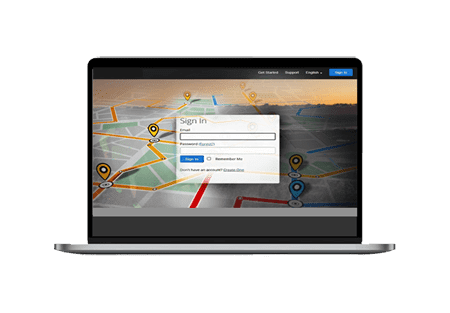 Get Started Support English Sign In
Sign In
Email
Password (Forgot?)
Sign In Remember Me
Don't have an account? Create One